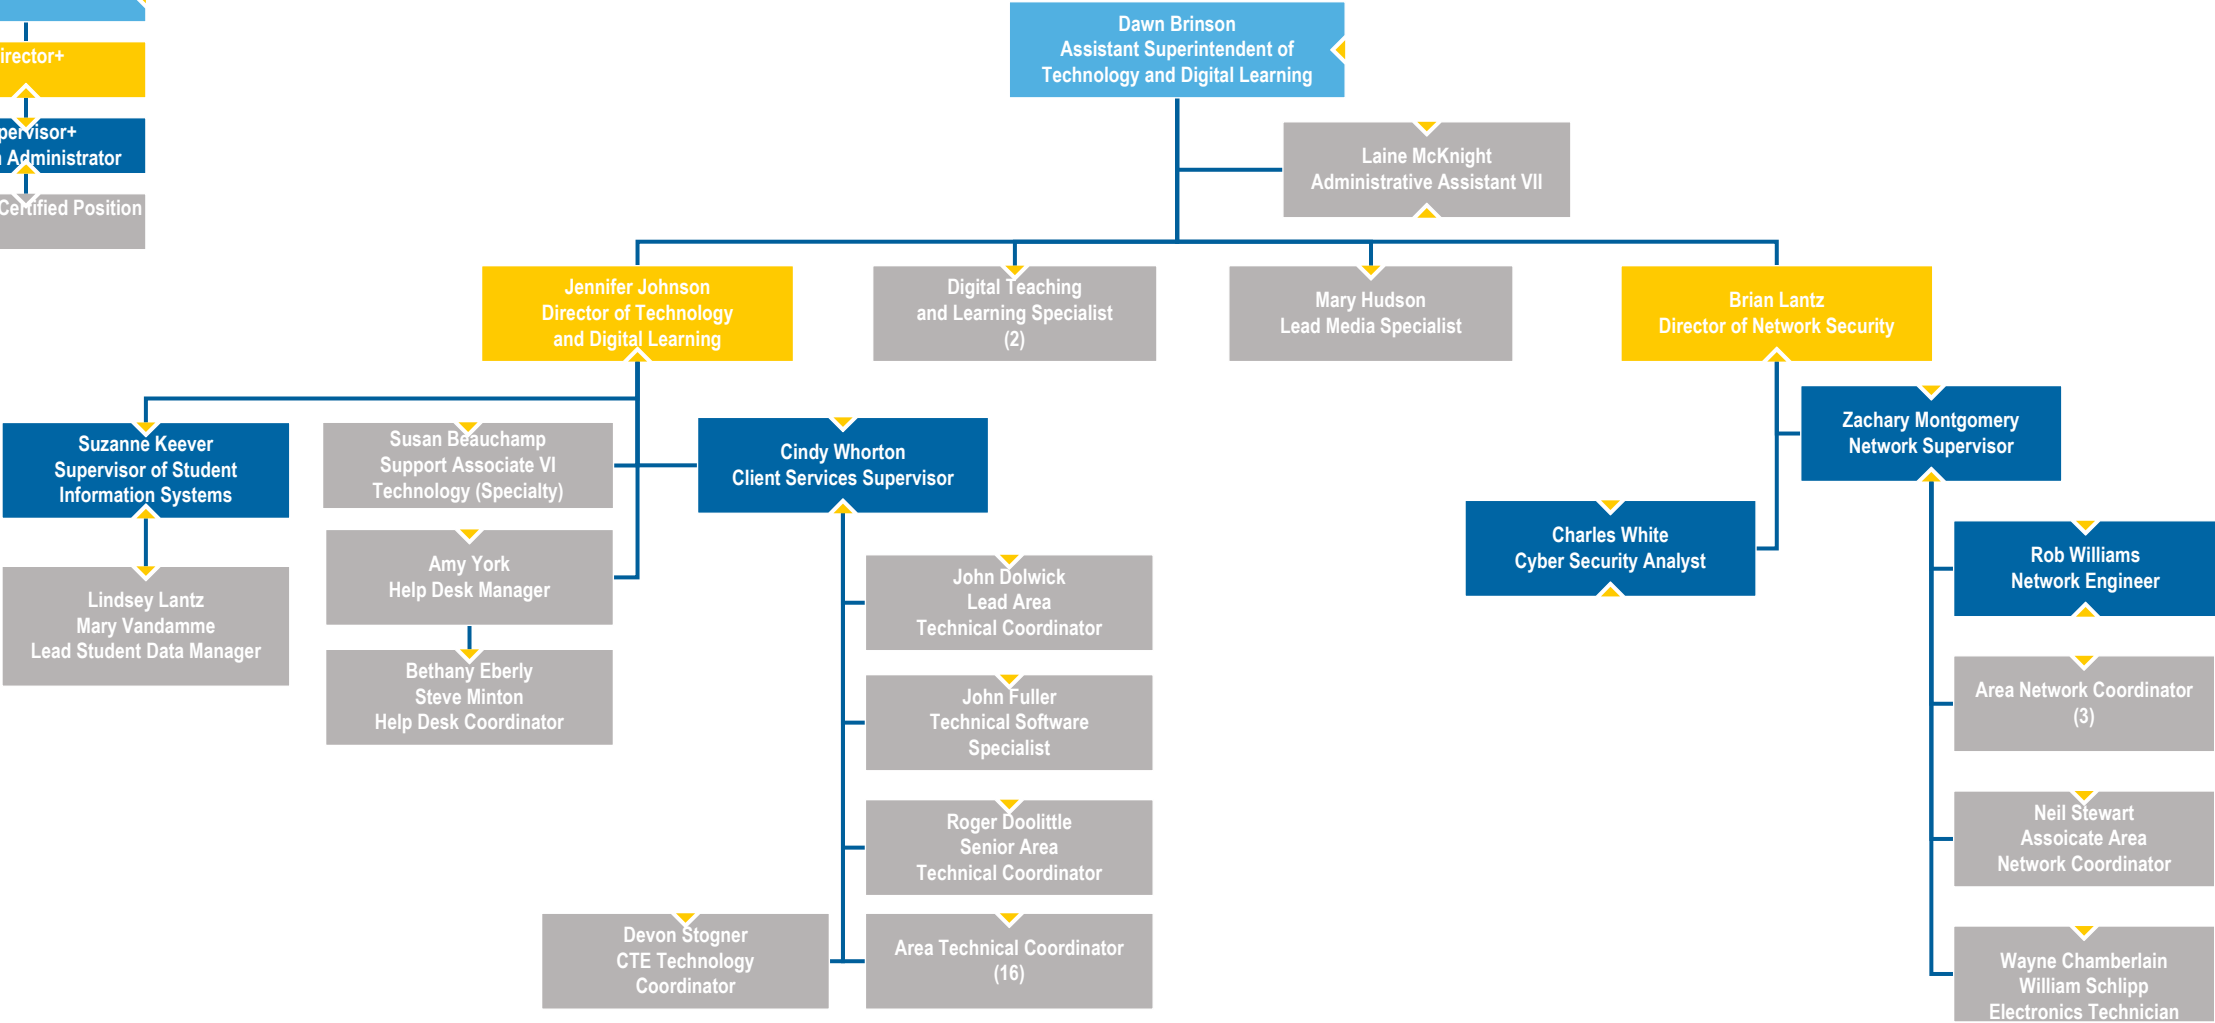 Dawn Brinson
Assistant Superintendent of
Technology and Digital Learning
irector+
pervisor+
Administrator
Certified Position
Laine McKnight
Administrative Assistant VII
Jennifer Johnson
Director of Technology
and Digital Learning
Digital Teaching
and Learning Specialist
(2)
Mary Hudson
Lead Media Specialist
Brian Lantz
Director of Network Security
Suzanne Keever
Supervisor of Student
Information Systems
Susan Beauchamp
Support Associate VI
Technology (Specialty)
Cindy Whorton
Client Services Supervisor
Zachary Montgomery
Network Supervisor
Charles White
Cyber Security Analyst
Rob Williams
Network Engineer
Amy York
Help Desk Manager
Lindsey Lantz
Mary Vandamme
Lead Student Data Manager
Bethany Eberly
Steve Minton
Help Desk Coordinator
John Dolwick
Lead Area
Technical Coordinator
John Fuller
Technical Software
Specialist
Roger Doolittle
Senior Area
Technical Coordinator
Devon Stogner
CTE Technology
Coordinator
Area Technical Coordinator
(16)
Area Network Coordinator
(3)
Neil Stewart
Assoicate Area
Network Coordinator
Wayne Chamberlain
William Schlipp
Electronics Technician